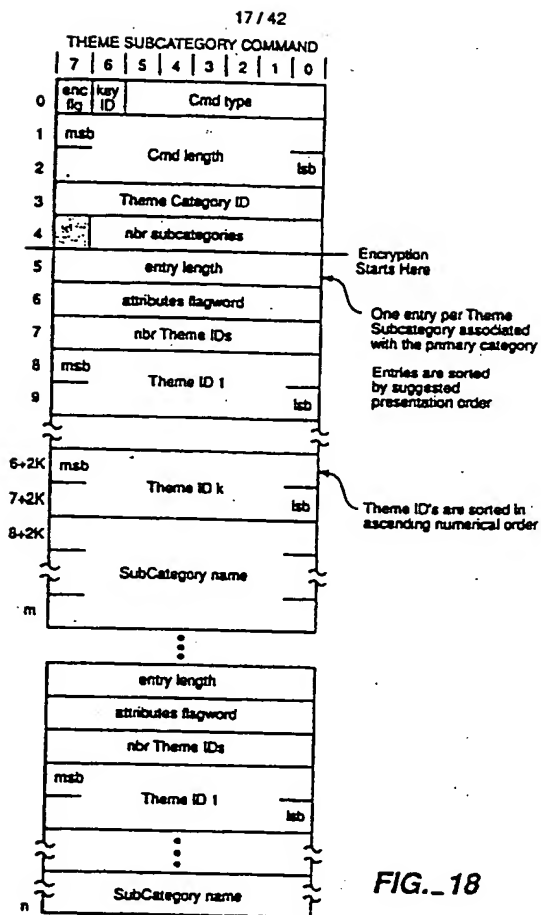 17 / 42
THEME SUBCATEGORY COMMAND
7 6 5 4 3 2 1 0
0 enc flg key ID Cmd type
1 msb
Cmd length
2 lsb
3 Theme Category ID
4 nbr subcategories
Encryption Starts Here
5 entry length
6 attributes flagword
One entry per Theme Subcategory associated with the primary category
Entries are sorted by suggested presentation order
7 nbr Theme IDs
8 msb
Theme ID 1
9 lsb
6+2K msb
Theme ID k
7+2K lsb
Theme ID's are sorted in ascending numerical order
8+2K
SubCategory name
m
entry length
attributes flagword
nbr Theme IDs
msb
Theme ID 1
lsb
SubCategory name
n
FIG._18